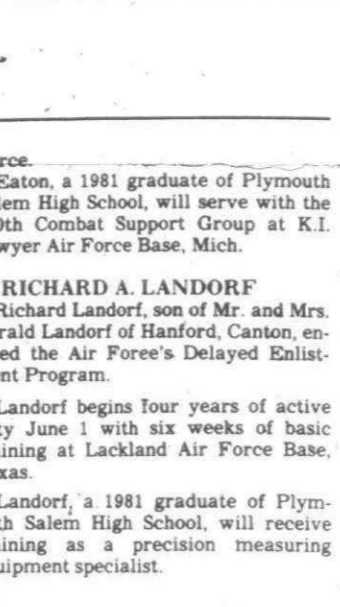 rce.
Eaton, a 1981 graduate of Plymouth
lem High School, will serve with the
0th Combat Support Group at K.I.
wyer Air Force Base, Mich.
RICHARD A. LANDORF
Richard Landorf, son of Mr. and Mrs.
rald Landorf of Hanford, Canton, en-
ed the Air Foree's Delayed Enlist-
nt Program.
Landorf begins four years of active
ty June 1 with six weeks of basic
ining at Lackland Air Force Base,
xas.
Landorf, a 1981 graduate of Plym-
th Salem High School, will receive
ining as a precision measuring
uipment specialist.